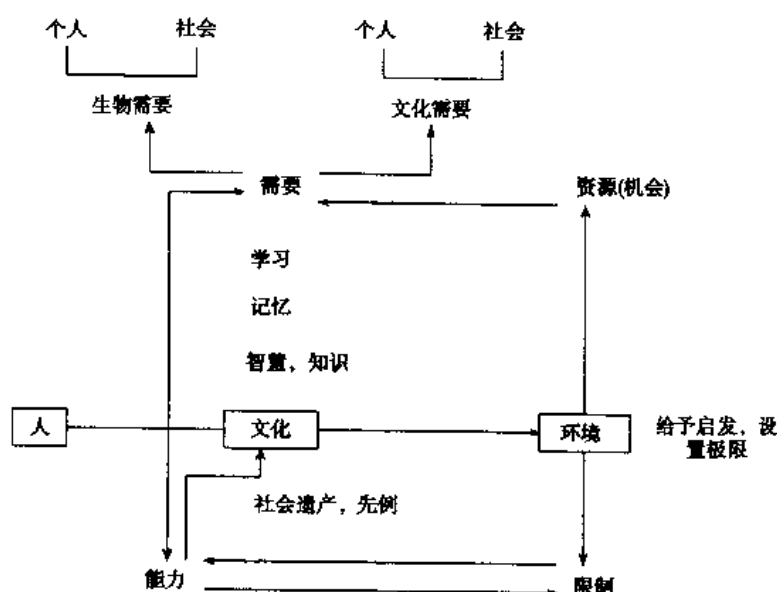 个人 社会 个人 社会
生物需要 文化需要
需要 资源(机会)
学习
记忆
智慧，知识
人 文化 环境 给予启发，设
置极限
社会遗产，先例
能力 限制